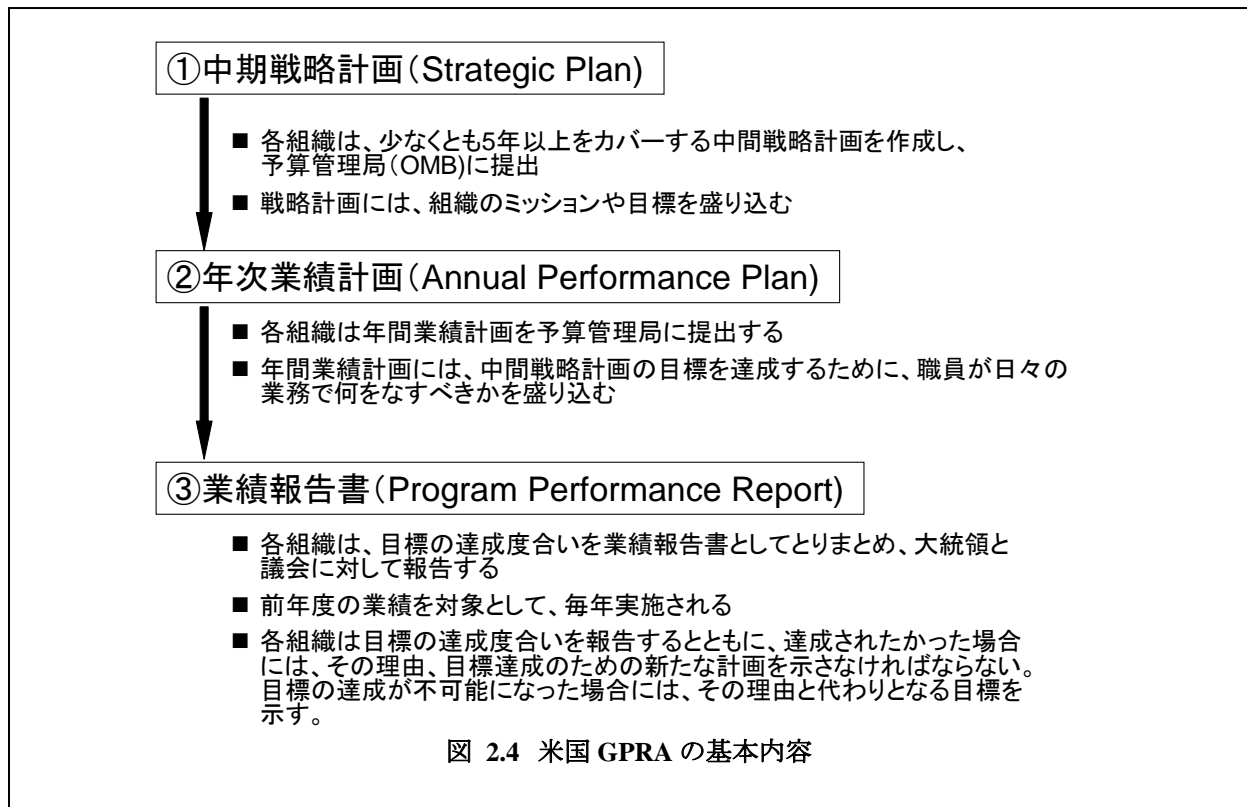 ①中期戦略計画(Strategic Plan)
■ 各組織は、少なくとも5年以上をカバーする中間戦略計画を作成し、
予算管理局(OMB)に提出
■ 戦略計画には、組織のミッションや目標を盛り込む
②年次業績計画(Annual Performance Plan)
■ 各組織は年間業績計画を予算管理局に提出する
■ 年間業績計画には、中間戦略計画の目標を達成するために、職員が日々の
業務で何をなすべきかを盛り込む
③業績報告書(Program Performance Report)
■ 各組織は、目標の達成度合いを業績報告書としてとりまとめ、大統領と
議会に対して報告する
■ 前年度の業績を対象として、毎年実施される
■ 各組織は目標の達成度合いを報告するとともに、達成されたかった場合
には、その理由、目標達成のための新たな計画を示さなければならない。
目標の達成が不可能になった場合には、その理由と代わりとなる目標を
示す。
図 2.4 米国 GPRA の基本内容